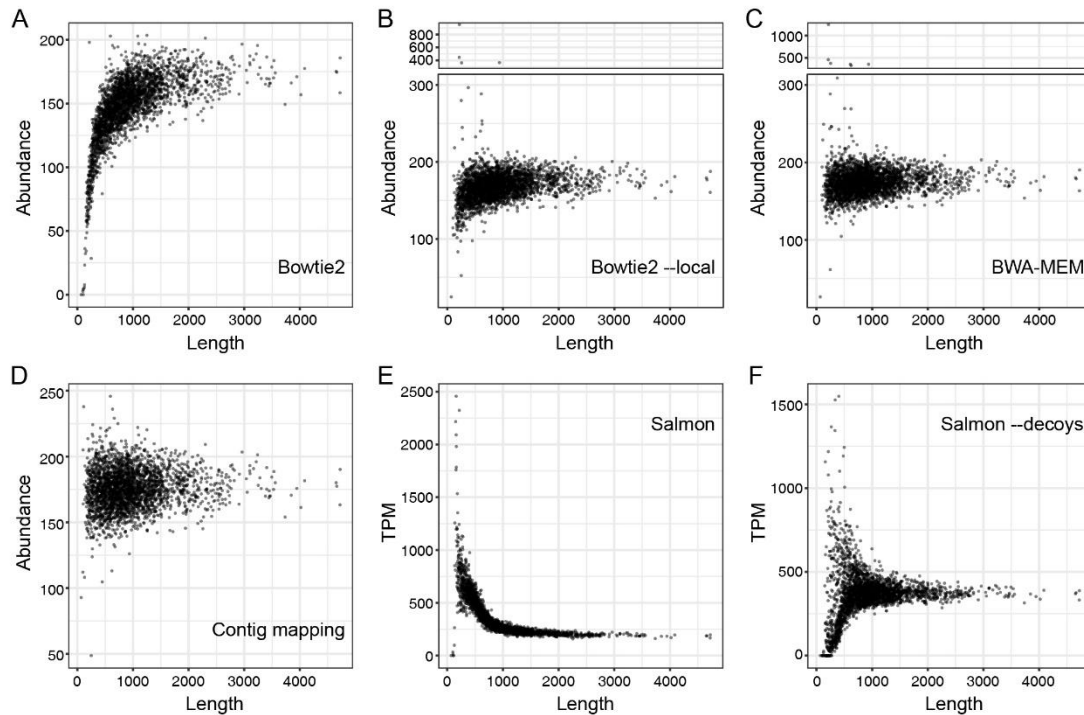 A
200
150
100
50
0
Abundance
Bowtie2
0 1000 2000 3000 4000
Length
B
800
600
400
300
200
100
Abundance
Bowtie2 --local
0 1000 2000 3000 4000
Length
C
1000
500
300
200
100
Abundance
BWA-MEM
0 1000 2000 3000 4000
Length
D
250
200
150
100
50
Abundance
Contig mapping
0 1000 2000 3000 4000
Length
E
2500
2000
1500
1000
500
0
TPM
Salmon
0 1000 2000 3000 4000
Length
F
1500
1000
500
0
TPM
Salmon --decoys
0 1000 2000 3000 4000
Length